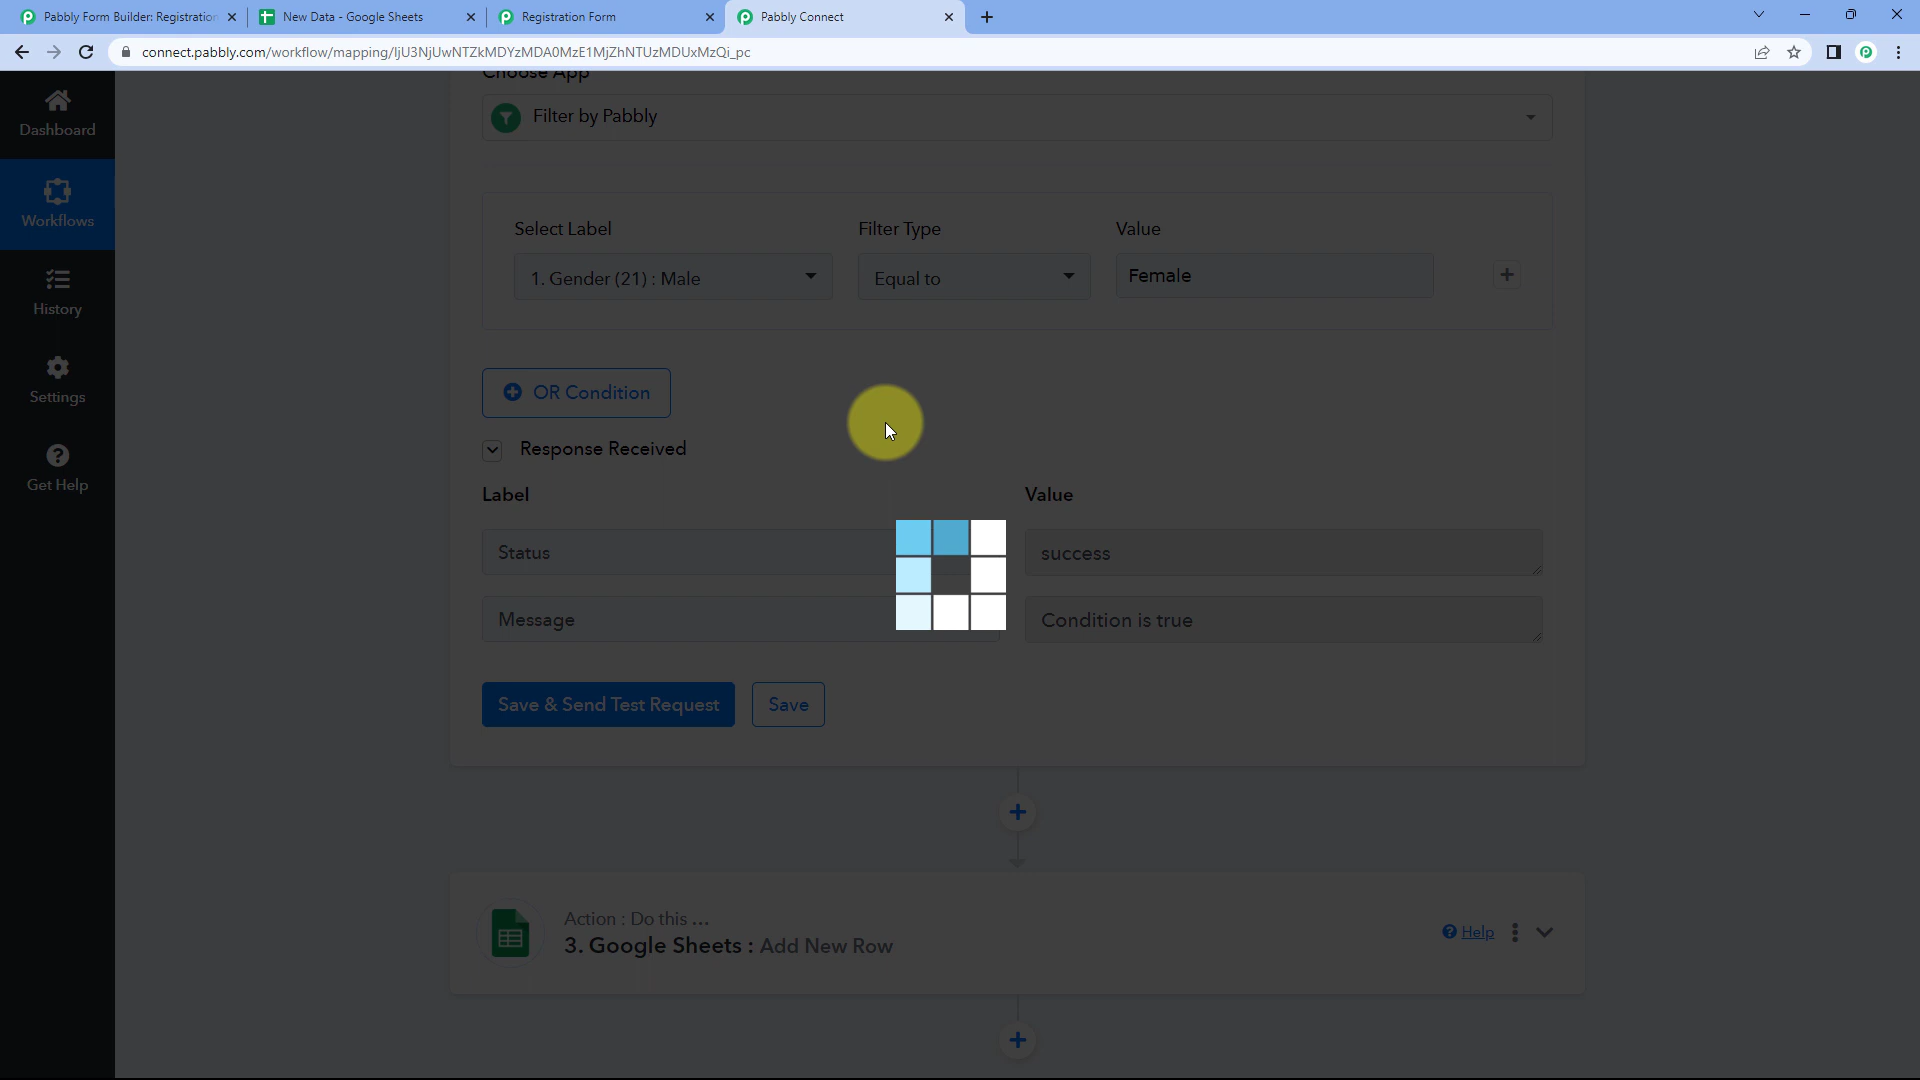 Pabbly Form Builder: Registration
New Data - Google Sheets
Registration Form
Pabbly Connect
connect.pabbly.com/workflow/mapping/IjU3NjUwNTZkMDYzMDA0MzE1MjZhNTUzMDUxMzQi_pc
Choose App
Dashboard
Filter by Pabbly
Workflows
Select Label
Filter Type
Value
1. Gender (21) : Male
Equal to
Female
History
OR Condition
Settings
Response Received
Get Help
Label
Value
Status
success
Message
Condition is true
Save & Send Test Request
Save
Action : Do this ...
3. Google Sheets : Add New Row
Help